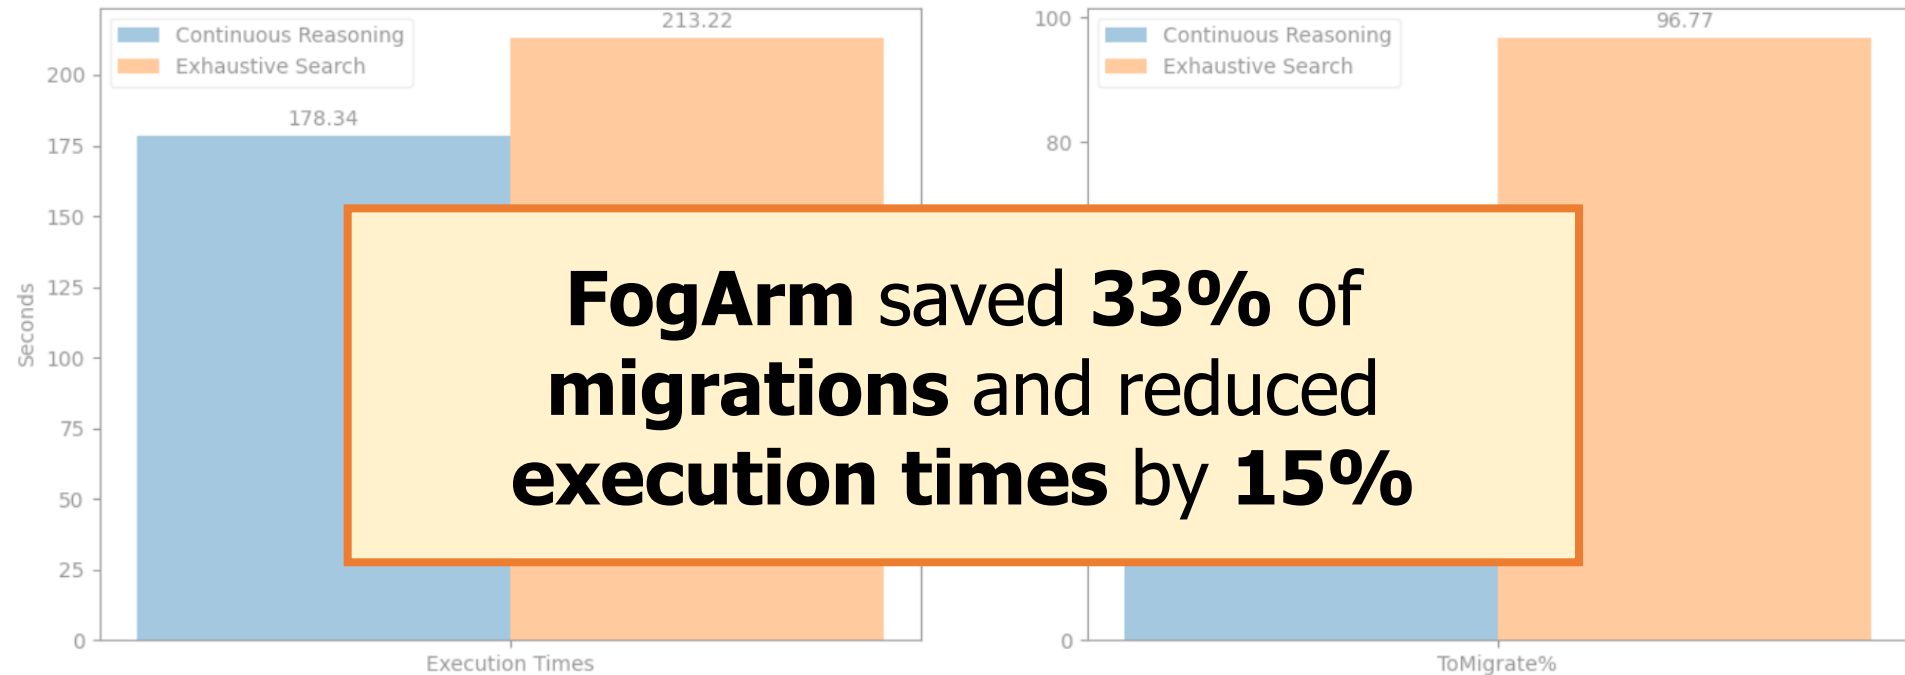 213.22
Continuous Reasoning
Exhaustive Search
178.34
200
175
150
125
100
75
50
25
0
Seconds
Execution Times
96.77
Continuous Reasoning
Exhaustive Search
100
80
0
ToMigrate%
FogArm saved 33% of
migrations and reduced
execution times by 15%